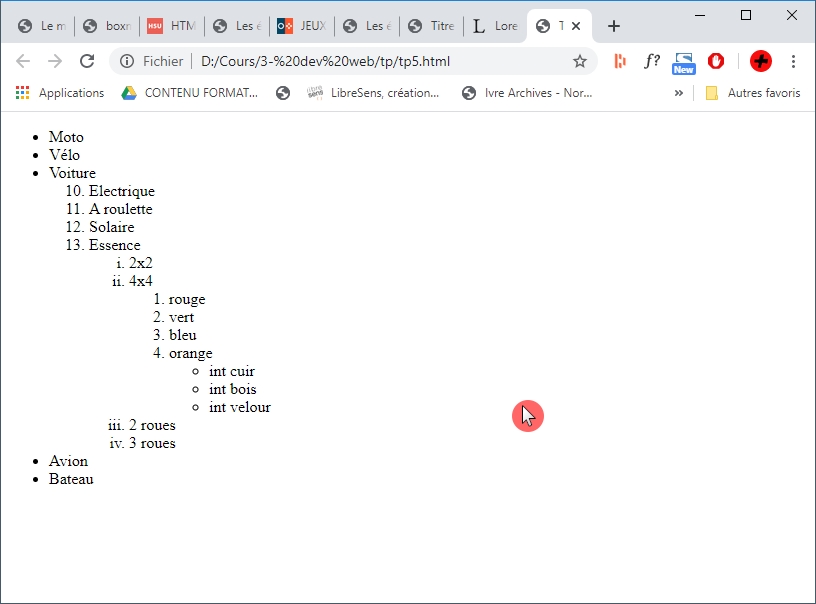 Le m
boxn
HSU HTM
Les é
JEUX
Les é
Titre
L Lore
Fichier D:/Cours/3-%20dev%20web/tp/tp5.html
f?
New
Applications
CONTENU FORMAT...
LibreSens, création...
Ivre Archives - Nor...
»
Autres favoris
• Moto
• Vélo
• Voiture
10. Electrique
11. A roulette
12. Solaire
13. Essence
i. 2x2
ii. 4x4
1. rouge
2. vert
3. bleu
4. orange
int cuir
int bois
int velour
iii. 2 roues
iv. 3 roues
• Avion
• Bateau